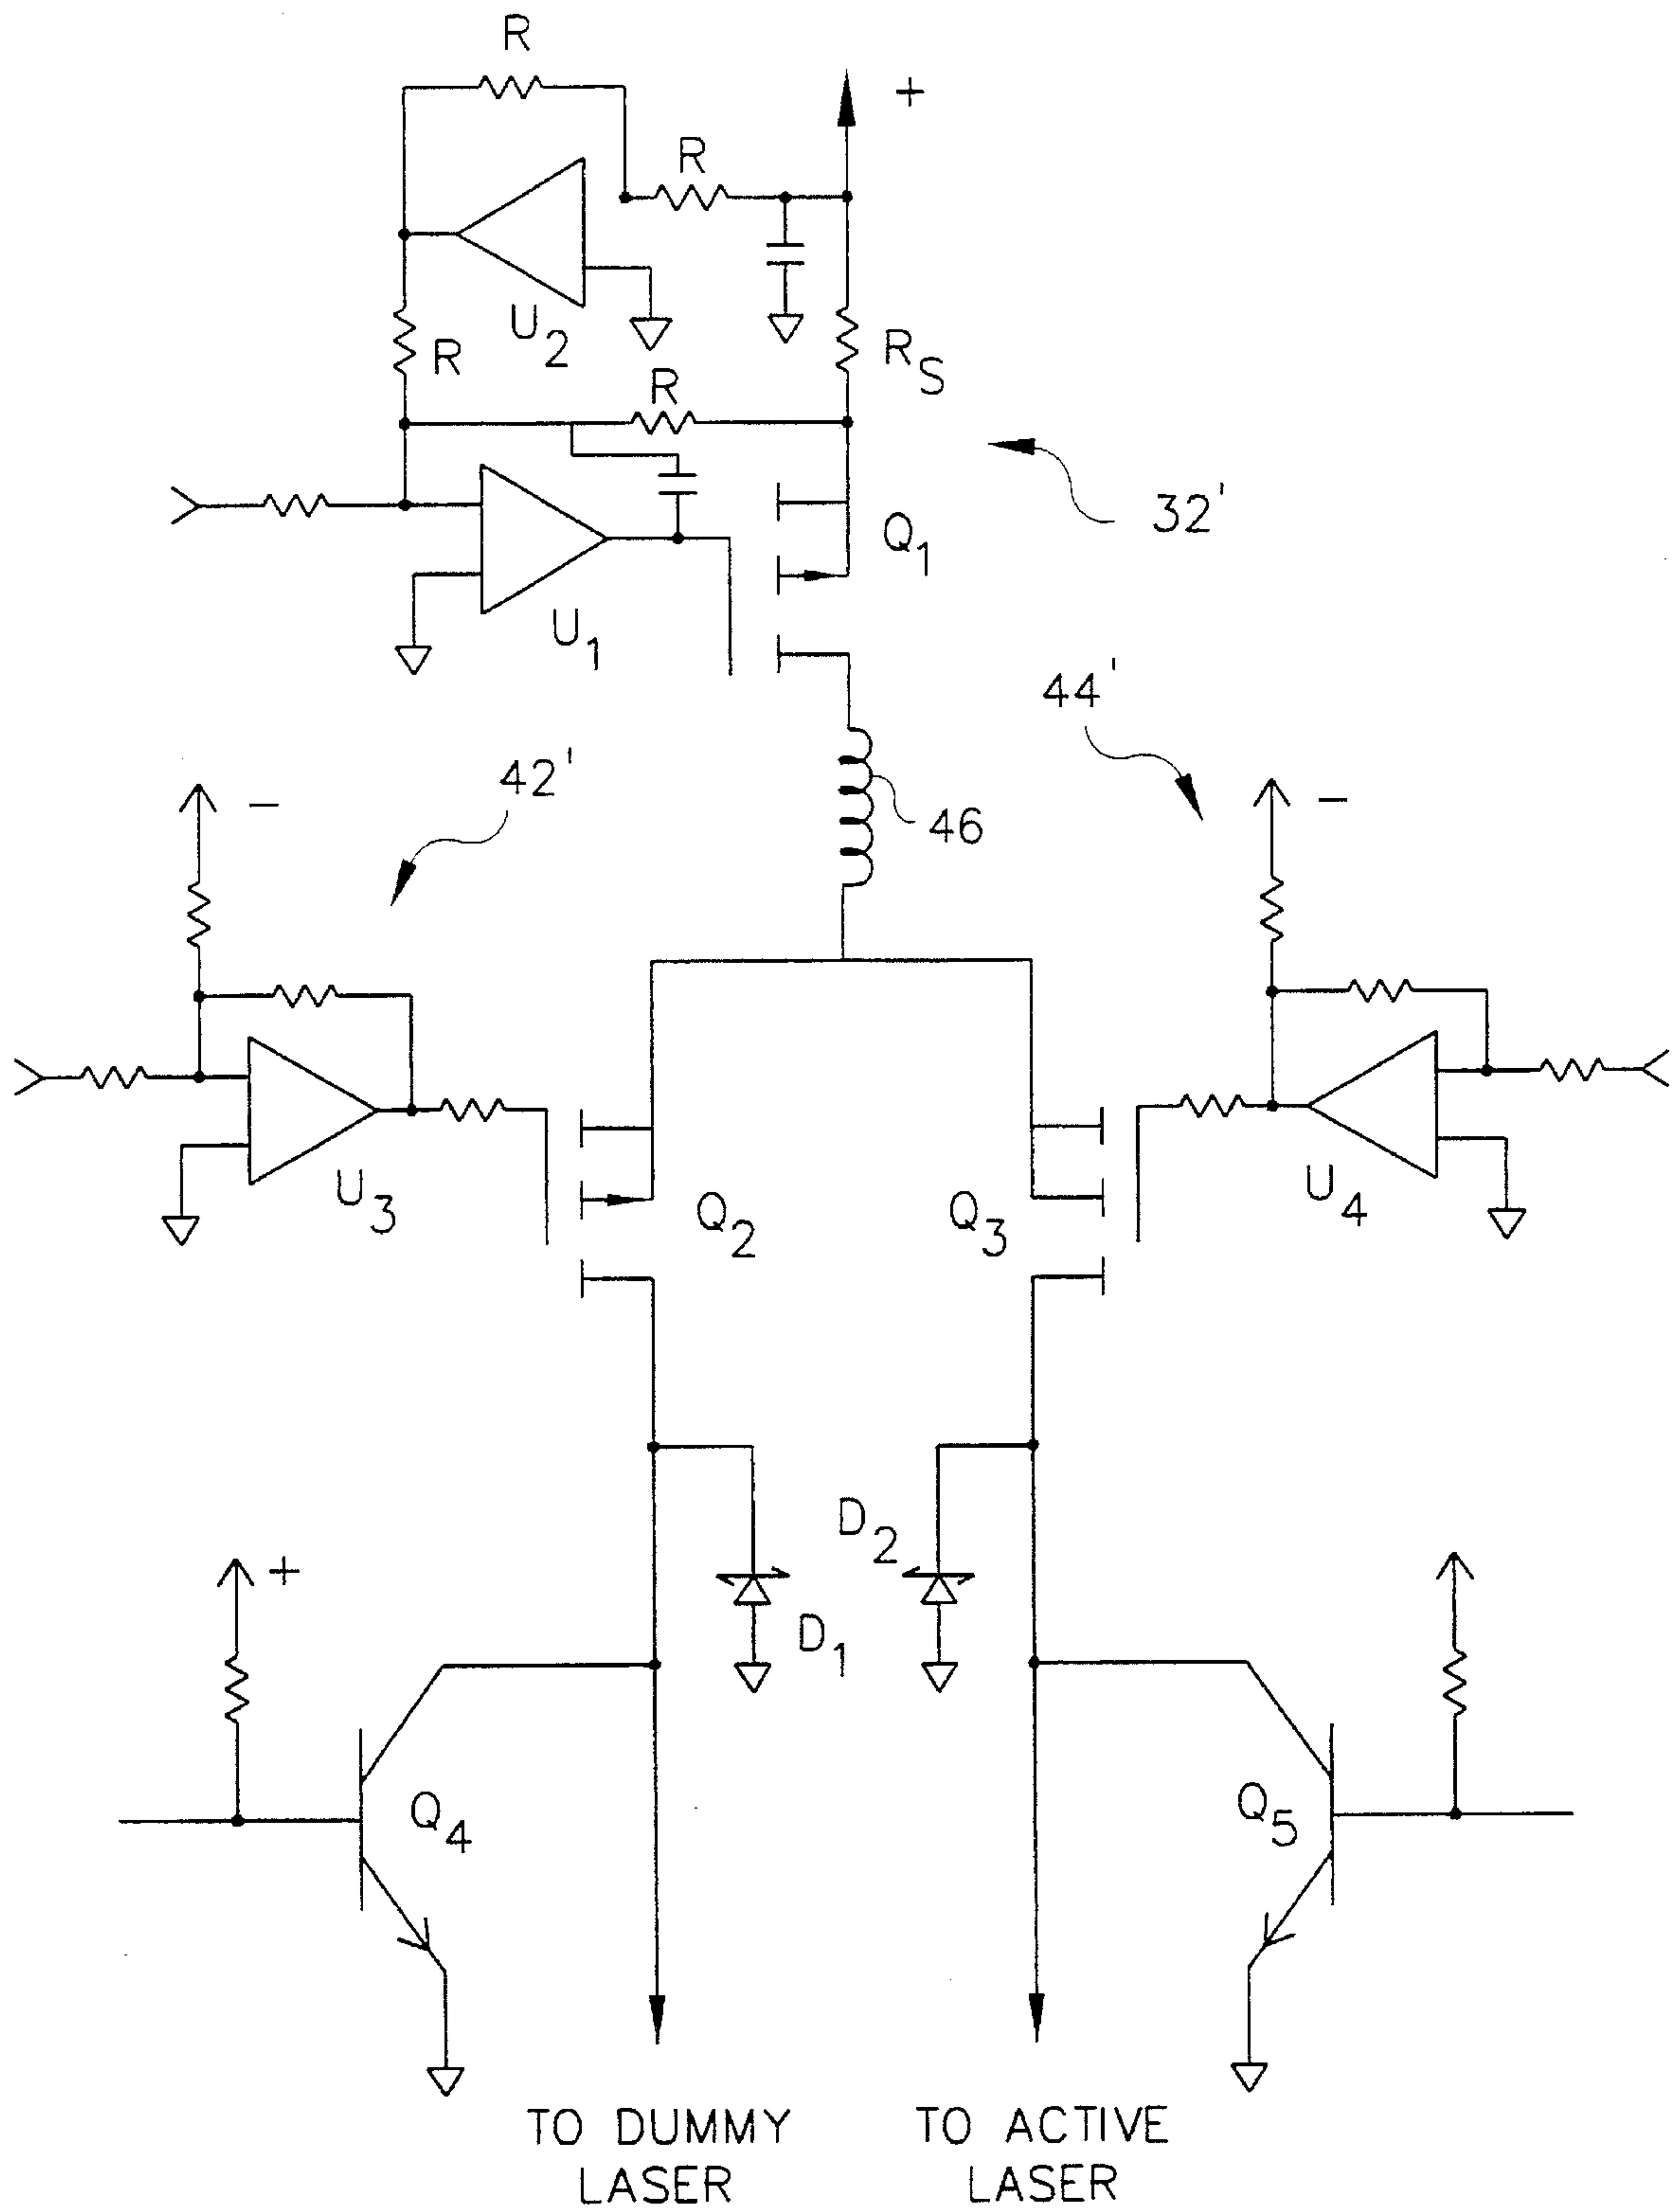 R
+
R
U2
R
RS
R
32'
Q1
U1
44'
42'
-
-
46
U3
Q2
Q3
U4
D2
+
D1
Q4
Q5
TO DUMMY
LASER
TO ACTIVE
LASER